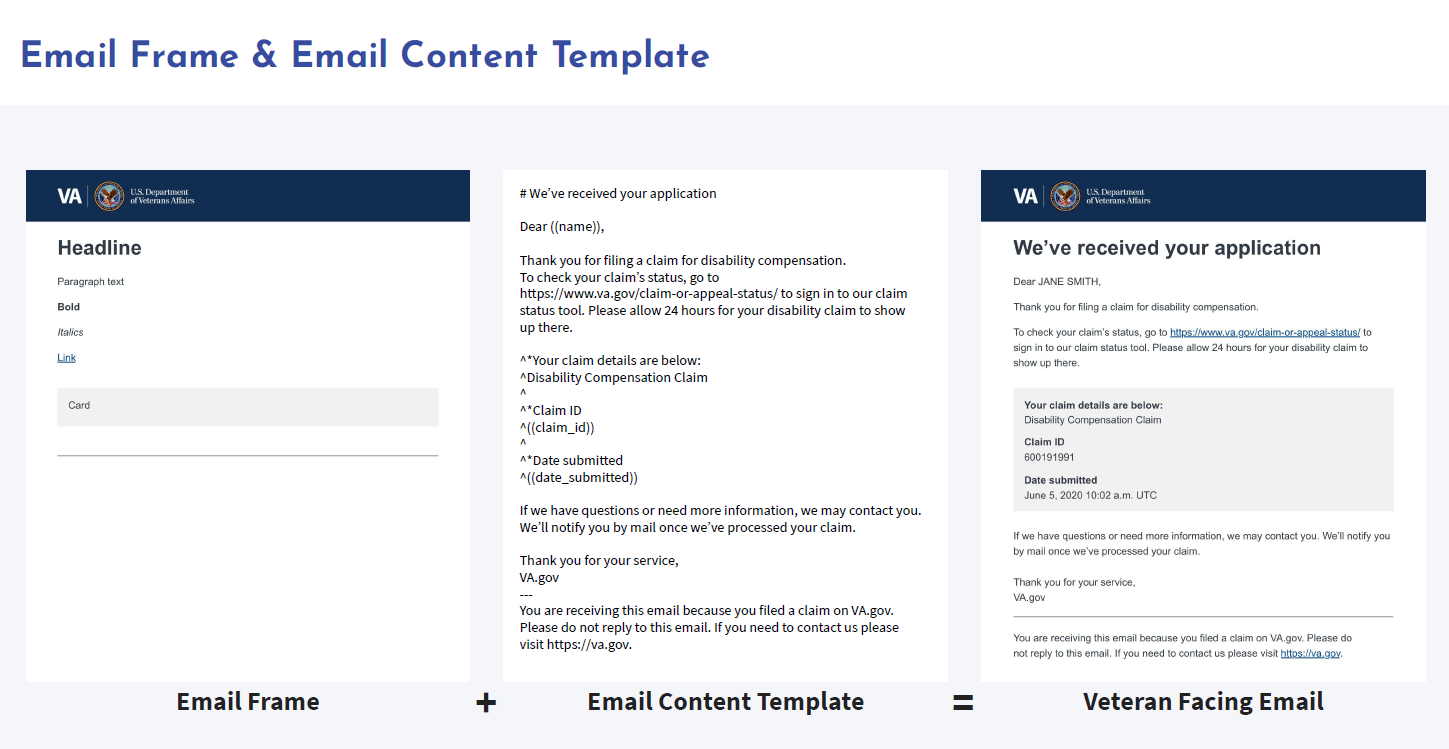 Email Frame & Email Content Template
VA
U.S. Department
of Veterans Affairs
Headline
Paragraph text
Bold
Italics
Link
Card
Email Frame
+
# We’ve received your application
Dear ((name)),
Thank you for filing a claim for disability compensation.
To check your claim’s status, go to
https://www.va.gov/claim-or-appeal-status/ to sign in to our claim
status tool. Please allow 24 hours for your disability claim to show
up there.
^*Your claim details are below:
^Disability Compensation Claim
^
^*Claim ID
^((claim_id))
^
^*Date submitted
^((date_submitted))
If we have questions or need more information, we may contact you.
We’ll notify you by mail once we’ve processed your claim.
Thank you for your service,
VA.gov
---
You are receiving this email because you filed a claim on VA.gov.
Please do not reply to this email. If you need to contact us please
visit https://va.gov.
Email Content Template
=
VA
U.S. Department
of Veterans Affairs
We’ve received your application
Dear JANE SMITH,
Thank you for filing a claim for disability compensation.
To check your claim’s status, go to https://www.va.gov/claim-or-appeal-status/ to
sign in to our claim status tool. Please allow 24 hours for your disability claim to
show up there.
Your claim details are below:
Disability Compensation Claim
Claim ID
600191991
Date submitted
June 5, 2020 10:02 a.m. UTC
If we have questions or need more information, we may contact you. We’ll notify you
by mail once we’ve processed your claim.
Thank you for your service,
VA.gov
You are receiving this email because you filed a claim on VA.gov. Please do
not reply to this email. If you need to contact us please visit https://va.gov.
Veteran Facing Email